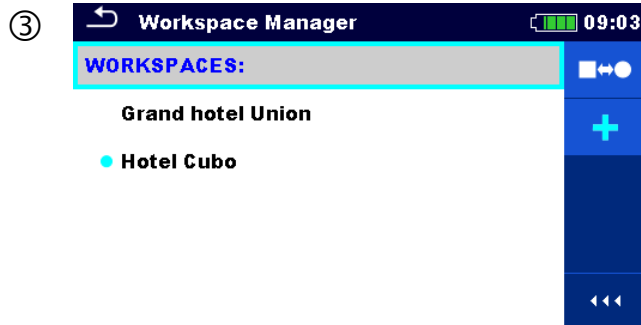 ③
Workspace Manager 09:03
WORKSPACES:
Grand hotel Union
Hotel Cubo